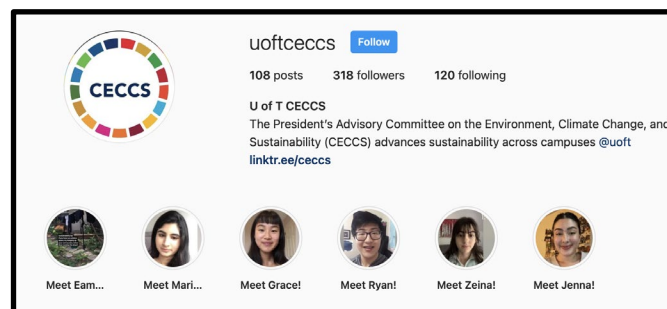 CECCS
uoftceccs Follow
108 posts 318 followers 120 following
U of T CECCS
The President's Advisory Committee on the Environment, Climate Change, and
Sustainability (CECCS) advances sustainability across campuses @uoft
linktr.ee/ceccs
Meet Eam... Meet Mari... Meet Grace! Meet Ryan! Meet Zeina! Meet Jenna!